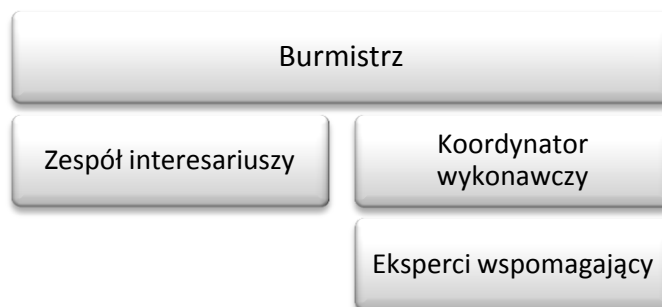 Burmistrz
Zespół interesariuszy
Koordynator
wykonawczy
Eksperci wspomagający